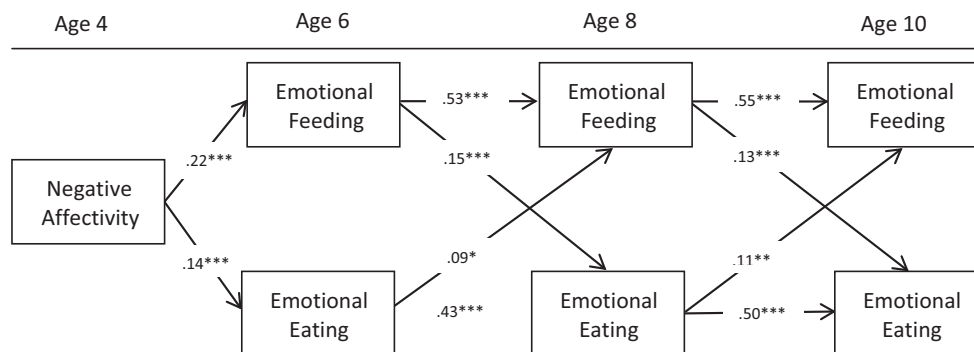 Age 4 Age 6 Age 8 Age 10
Emotional
Feeding
.53***
Emotional
Feeding
.55***
Emotional
Feeding
.22***
.15***
.13***
Negative
Affectivity
.14***
.09*
.11**
Emotional
Eating
.43***
Emotional
Eating
.50***
Emotional
Eating